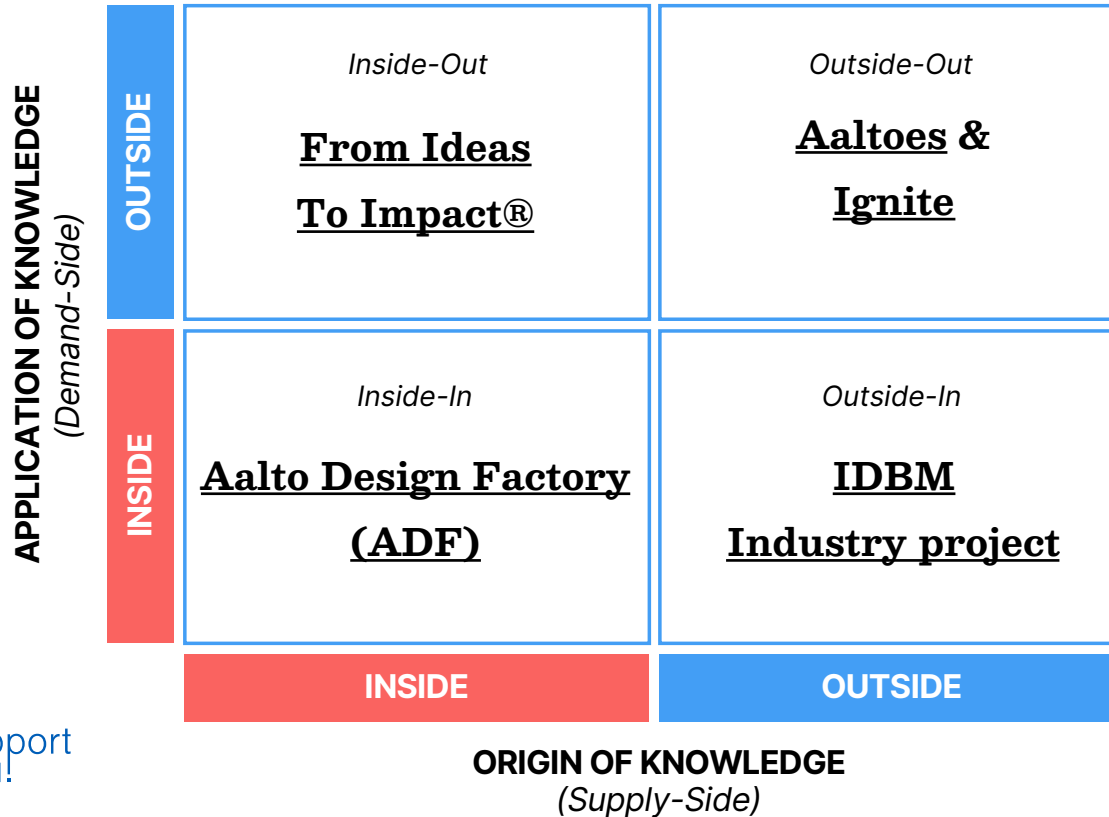 APPLICATION OF KNOWLEDGE
(Demand-Side)
OUTSIDE
Inside-Out
From Ideas
To Impact®
Outside-Out
Aaltoes &
Ignite
INSIDE
Inside-In
Aalto Design Factory
(ADF)
Outside-In
IDBM
Industry project
INSIDE
OUTSIDE
ORIGIN OF KNOWLEDGE
(Supply-Side)